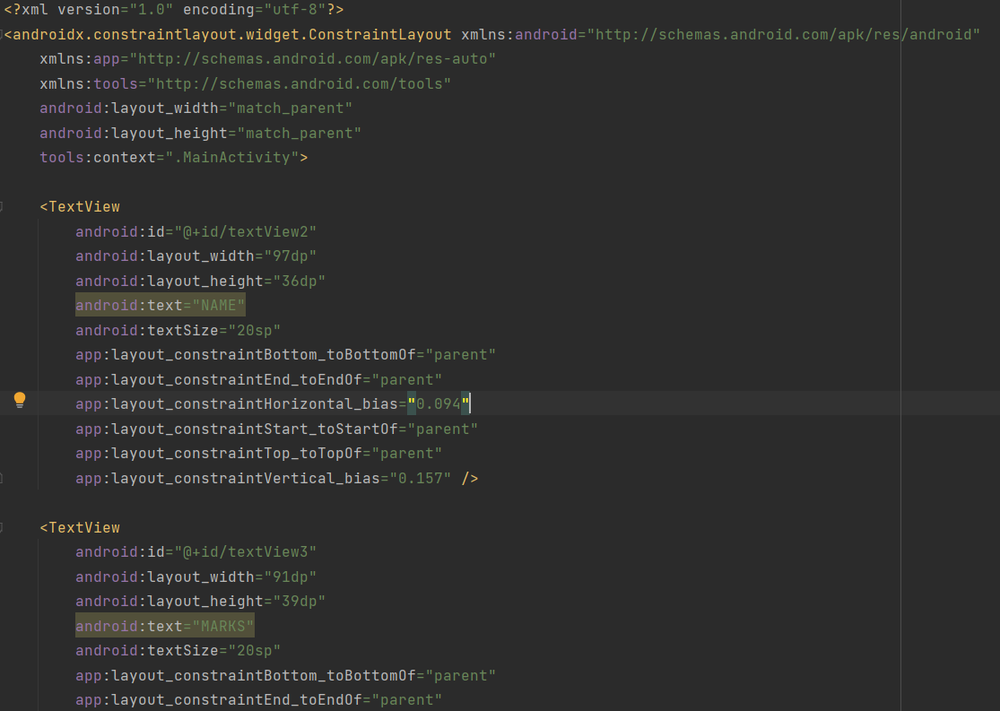 <?xml version="1.0" encoding="utf-8"?>
<androidx.constraintlayout.widget.ConstraintLayout xmlns:android="http://schemas.android.com/apk/res/android"
    xmlns:app="http://schemas.android.com/apk/res-auto"
    xmlns:tools="http://schemas.android.com/tools"
    android:layout_width="match_parent"
    android:layout_height="match_parent"
    tools:context=".MainActivity">

    <TextView
        android:id="@+id/textView2"
        android:layout_width="97dp"
        android:layout_height="36dp"
        android:text="NAME"
        android:textSize="20sp"
        app:layout_constraintBottom_toBottomOf="parent"
        app:layout_constraintEnd_toEndOf="parent"
        app:layout_constraintHorizontal_bias="0.094"
        app:layout_constraintStart_toStartOf="parent"
        app:layout_constraintTop_toTopOf="parent"
        app:layout_constraintVertical_bias="0.157" />

    <TextView
        android:id="@+id/textView3"
        android:layout_width="91dp"
        android:layout_height="39dp"
        android:text="MARKS"
        android:textSize="20sp"
        app:layout_constraintBottom_toBottomOf="parent"
        app:layout_constraintEnd_toEndOf="parent"